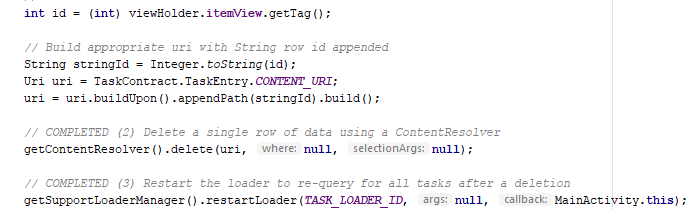 int id = (int) viewHolder.itemView.getTag();
// Build appropriate uri with String row id appended
String stringId = Integer.toString(id);
Uri uri = TaskContract.TaskEntry.CONTENT_URI;
uri = uri.buildUpon().appendPath(stringId).build();
// COMPLETED (2) Delete a single row of data using a ContentResolver
getContentResolver().delete(uri, where: null, selectionArgs: null);
// COMPLETED (3) Restart the loader to re-query for all tasks after a deletion
getSupportLoaderManager().restartLoader(TASK_LOADER_ID, args: null, callback: MainActivity.this);